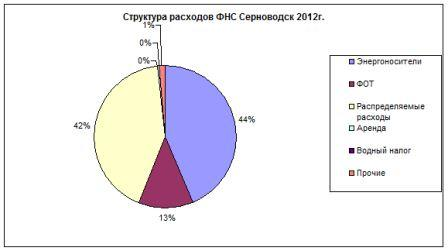 Структура расходов ФНС Серноводск 2012г.
1%
0%
0%
42%
44%
13%
Энергоносители
ФОТ
Распределяемые
расходы
Аренда
Водный налог
Прочие